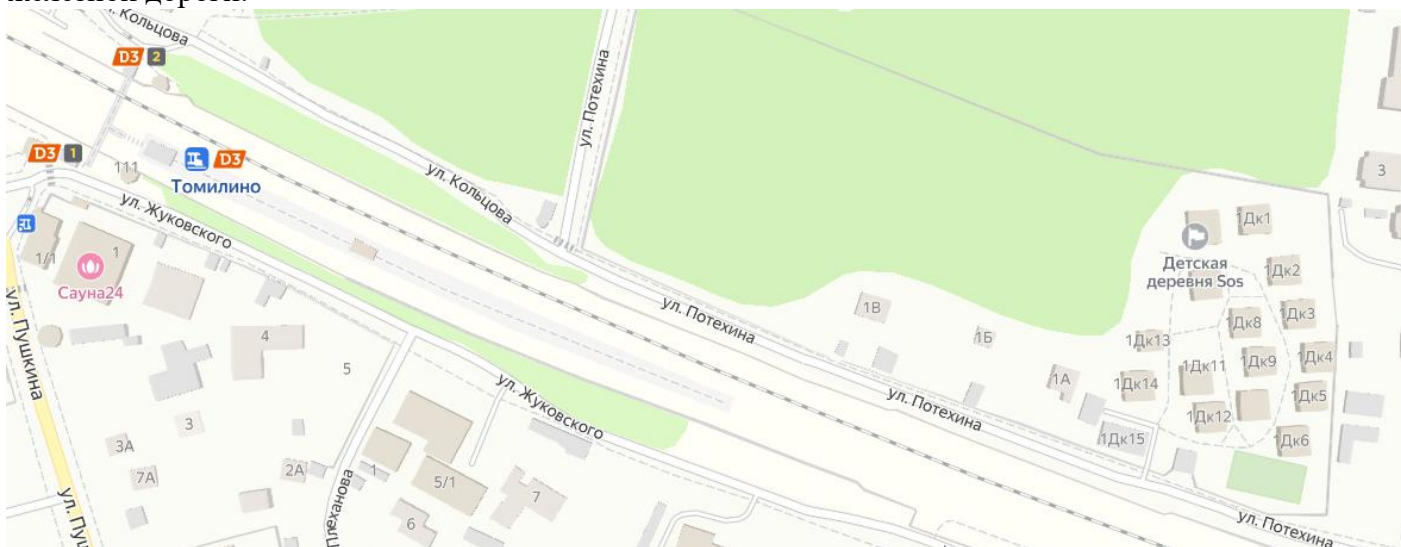 железной дороги.
ул. Кольцова
D3 2
ул. Потехина
D3 1
D3
111
Томилино
ул. Кольцова
3
ул. Жуковского
1Дк1
Детская
деревня Sos
1/1
1
Сауна24
1Дк2
ул. Потехина
1В
1Дк3
1Дк8
ул. Пушкина
4
1Б
1Дк13
1Дк9
1Дк4
5
1Дк11
1А
1Дк14
ул. Жуковского
ул. Потехина
1Дк5
3
1Дк12
3А
1Дк15
1Дк6
7А
2А
1
5/1
7
ул. Пуш
Плеханова
6
ул. Потехина